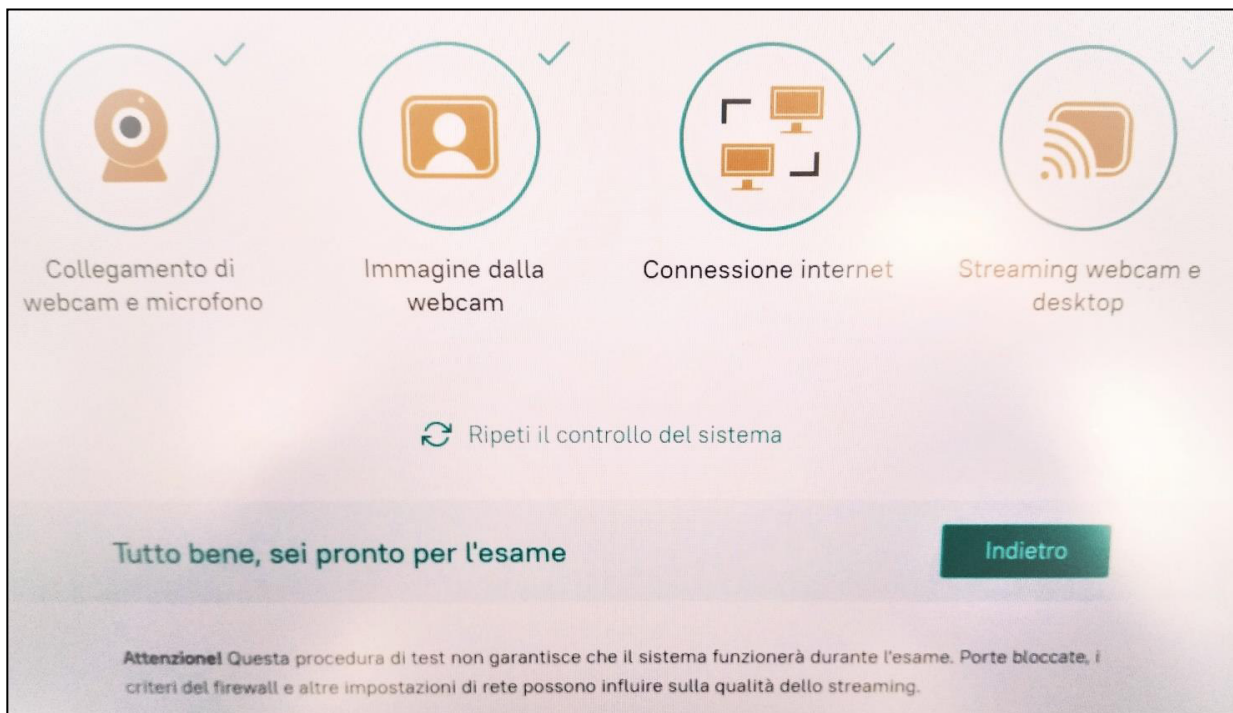 Collegamento di
webcam e microfono
Immagine dalla
webcam
Connessione internet
Streaming webcam e
desktop
Ripeti il controllo del sistema
Tutto bene, sei pronto per l'esame
Indietro
Attenzione! Questa procedura di test non garantisce che il sistema funzionerà durante l'esame. Porte bloccate, i
criteri del firewall e altre impostazioni di rete possono influire sulla qualità dello streaming.